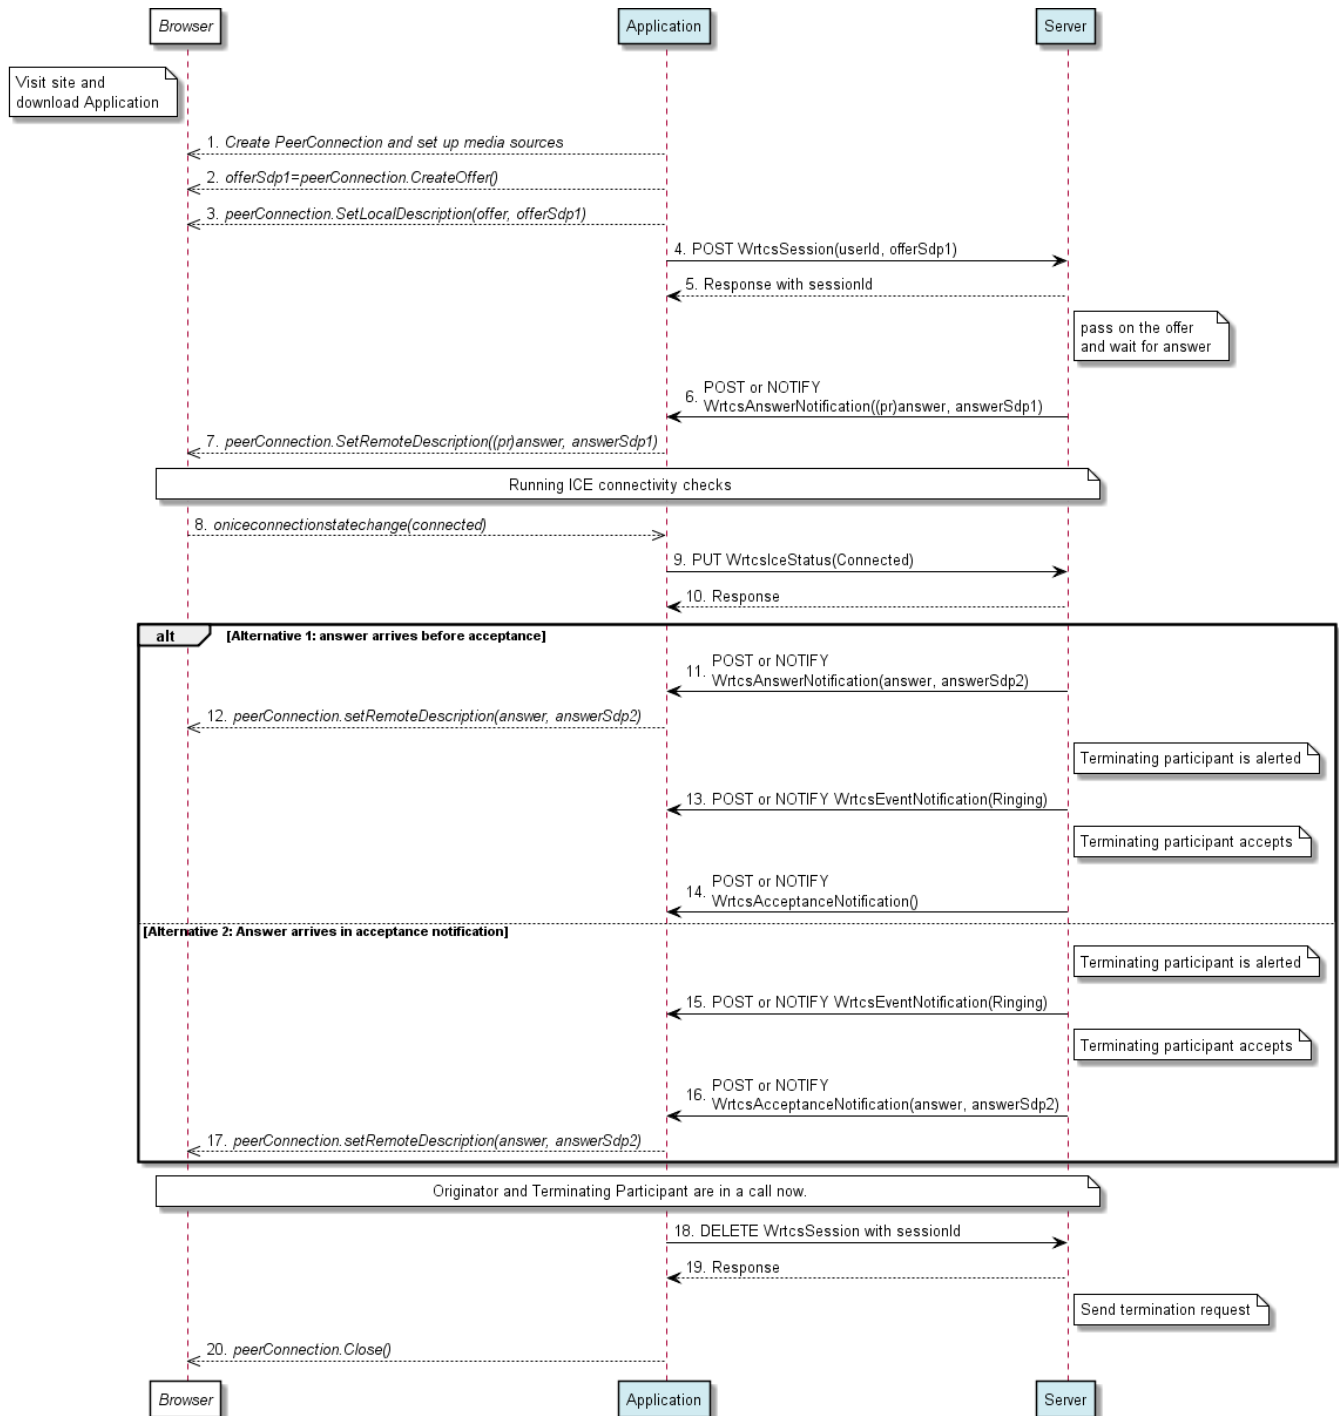 Browser
Application
Server
Visit site and
download Application
1. Create PeerConnection and set up media sources
2. offerSdp1=peerConnection.CreateOffer()
3. peerConnection.SetLocalDescription(offer, offerSdp1)
4. POST WrtcsSession(userId, offerSdp1)
5. Response with sessionId
pass on the offer
and wait for answer
6. POST or NOTIFY
WrtcsAnswerNotification((pr)answer, answerSdp1)
7. peerConnection.SetRemoteDescription((pr)answer, answerSdp1)
Running ICE connectivity checks
8. oniceconnectionstatechange(connected)
9. PUT WrtcsIceStatus(Connected)
10. Response
alt [Alternative 1: answer arrives before acceptance]
11. POST or NOTIFY
WrtcsAnswerNotification(answer, answerSdp2)
12. peerConnection.setRemoteDescription(answer, answerSdp2)
Terminating participant is alerted
13. POST or NOTIFY WrtcsEventNotification(Ringing)
Terminating participant accepts
14. POST or NOTIFY
WrtcsAcceptanceNotification()
[Alternative 2: Answer arrives in acceptance notification]
Terminating participant is alerted
15. POST or NOTIFY WrtcsEventNotification(Ringing)
Terminating participant accepts
16. POST or NOTIFY
WrtcsAcceptanceNotification(answer, answerSdp2)
17. peerConnection.setRemoteDescription(answer, answerSdp2)
Originator and Terminating Participant are in a call now.
18. DELETE WrtcsSession with sessionId
19. Response
Send termination request
20. peerConnection.Close()
Browser
Application
Server